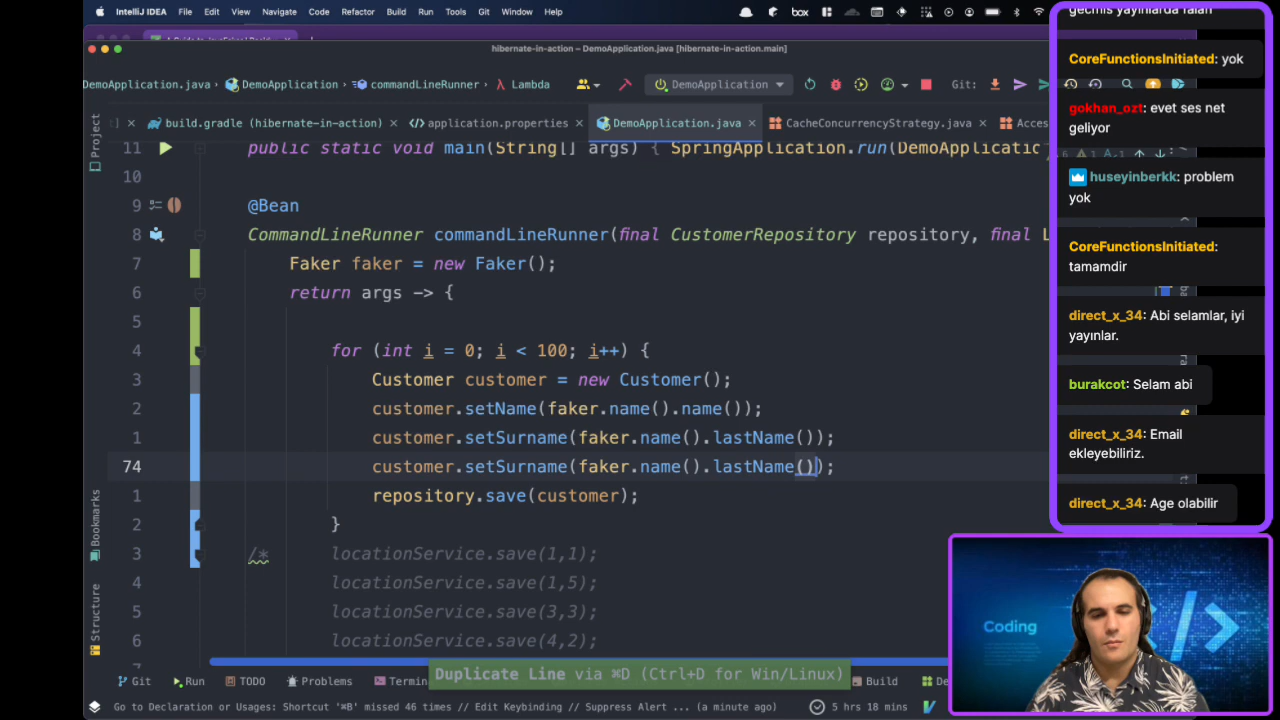 IntelliJ IDEA File Edit View Navigate Code Refactor Build Run Tools Git Window Help
hibernate-in-action – DemoApplication.java [hibernate-in-action.main]
DemoApplication.java DemoApplication commandLineRunner λ Lambda DemoApplication Git:
build.gradle (hibernate-in-action) application.properties DemoApplication.java CacheConcurrencyStrategy.java Acces
Project
11 public static void main(String[] args) { SpringApplication.run(DemoApplicatic
10
9 @Bean
8 CommandLineRunner commandLineRunner(final CustomerRepository repository, final L
7 Faker faker = new Faker();
6 return args -> {
5
4 for (int i = 0; i < 100; i++) {
3 Customer customer = new Customer();
2 customer.setName(faker.name().name());
1 customer.setSurname(faker.name().lastName());
74 customer.setSurname(faker.name().lastName());
1 repository.save(customer);
2 }
3 /* locationService.save(1,1);
4 locationService.save(1,5);
5 locationService.save(3,3);
6 locationService.save(4,2);
Bookmarks
Structure
Duplicate Line via ⌘D (Ctrl+D for Win/Linux)
Git Run TODO Problems Termin Build De
Go to Declaration or Usages: Shortcut '⌘B' missed 46 times // Edit Keybinding // Suppress Alert ... (a minute ago) 5 hrs 18 mins
geçmiş yayınlarda falan
CoreFunctionsInitiated: yok
gokhan_ozt: evet ses net
geliyor
huseyinberkk: problem
yok
CoreFunctionsInitiated:
tamamdir
direct_x_34: Abi selamlar, iyi
yayınlar.
burakcot: Selam abi
direct_x_34: Email
ekleyebiliriz.
direct_x_34: Age olabilir
Coding